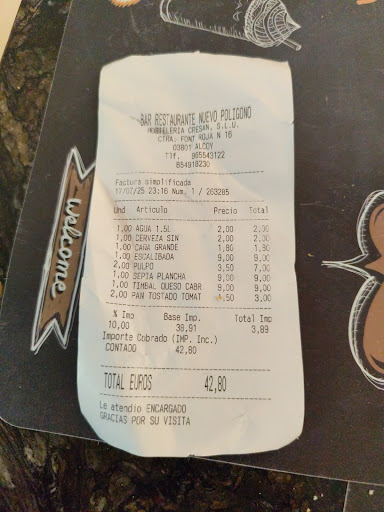 BAR RESTAURANTE NUEVO POLIGONO
HOSTELERIA CRESAN, S.L.U.
CTRA. FONT ROJA N 16
03801 ALCOY
Tlf. 965543122
B54918230
Factura simplificada
17/07/25 23:16 Num. 1 / 263285
Und Articulo Precio Total
1,00 AGUA 1.5L 2,00 2,00
1,00 CERVEZA SIN 2,00 2,00
1,00 CAÑA GRANDE 1,80 1,80
1,00 ESCALIBADA 9,00 9,00
2,00 PULPO 3,50 7,00
1,00 SEPIA PLANCHA 9,00 9,00
1,00 TIMBAL QUESO CABR 9,00 9,00
2,00 PAN TOSTADO TOMAT 1,50 3,00
% Imp Base Imp. Total Imp
10,00 38,91 3,89
Importe Cobrado (IMP. Inc.)
CONTADO 42,80
TOTAL EUROS 42,80
Le atendio ENCARGADO
GRACIAS POR SU VISITA
welcome